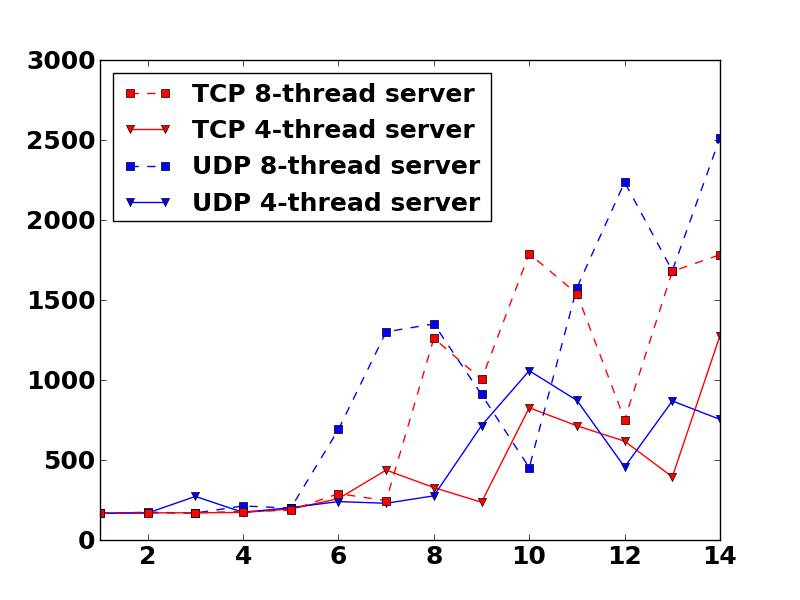 3000
2500
2000
1500
1000
500
0
TCP 8-thread server
TCP 4-thread server
UDP 8-thread server
UDP 4-thread server
2 4 6 8 10 12 14